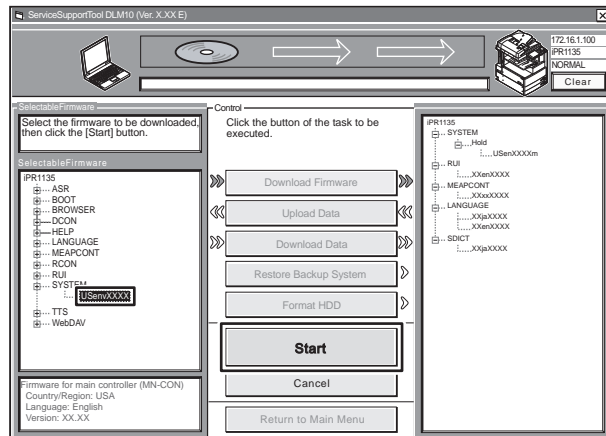 ServiceSupportTool DLM10 (Ver. X.XX E)
172.16.1.100
iPR1135
NORMAL
Clear
SelectableFirmware
Select the firmware to be downloaded,
then click the [Start] button.
SelectableFirmware
iPR1135
ASR
BOOT
BROWSER
DCON
HELP
LANGUAGE
MEAPCONT
RCON
RUI
SYSTEM
USenvXXXX
TTS
WebDAV
Firmware for main controller (MN-CON)
Country/Region: USA
Language: English
Version: XX.XX
Control
Click the button of the task to be
executed.
Download Firmware
Upload Data
Download Data
Restore Backup System
Format HDD
Start
Cancel
Return to Main Menu
iPR1135
SYSTEM
Hold
USenXXXXm
RUI
XXenXXXX
MEAPCONT
XXxxXXXX
LANGUAGE
XXjaXXXX
XXenXXXX
SDICT
XXjaXXXX